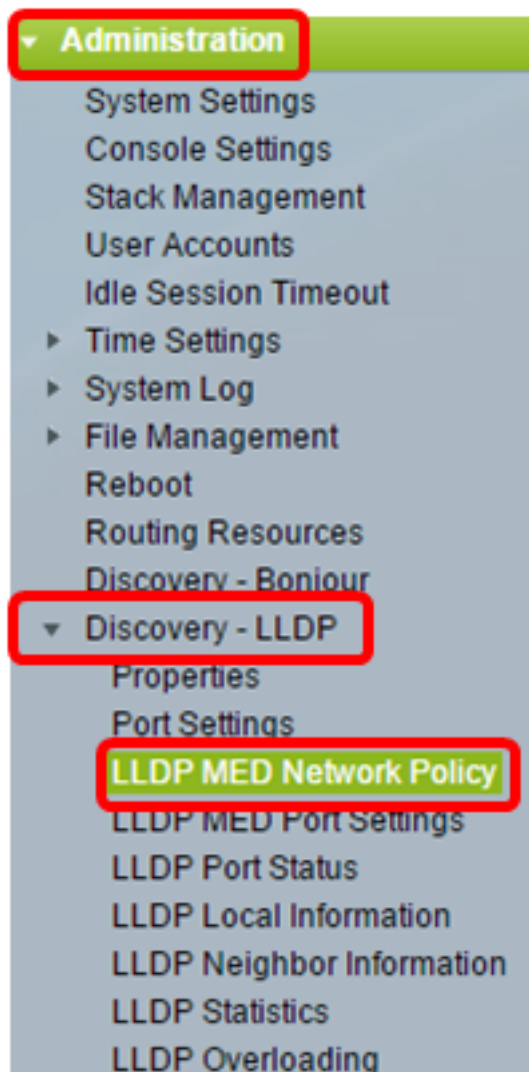 Administration
System Settings
Console Settings
Stack Management
User Accounts
Idle Session Timeout
Time Settings
System Log
File Management
Reboot
Routing Resources
Discovery - Bonjour
Discovery - LLDP
Properties
Port Settings
LLDP MED Network Policy
LLDP MED Port Settings
LLDP Port Status
LLDP Local Information
LLDP Neighbor Information
LLDP Statistics
LLDP Overloading